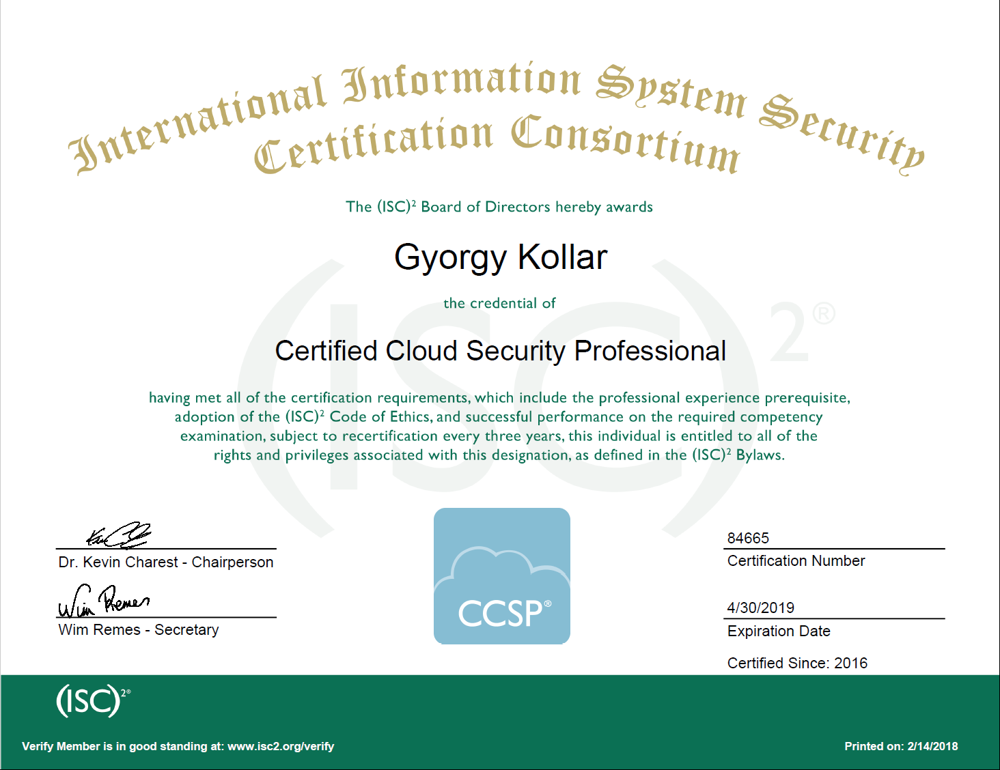 International Information System Security
Certification Consortium
The (ISC)² Board of Directors hereby awards
Gyorgy Kollar
the credential of
Certified Cloud Security Professional
having met all of the certification requirements, which include the professional experience prerequisite,
adoption of the (ISC)² Code of Ethics, and successful performance on the required competency
examination, subject to recertification every three years, this individual is entitled to all of the
rights and privileges associated with this designation, as defined in the (ISC)² Bylaws.
(ISC)²®
Dr. Kevin Charest - Chairperson
Wim Remes
Wim Remes - Secretary
CCSP®
84665
Certification Number
4/30/2019
Expiration Date
Certified Since: 2016
(ISC)²®
Verify Member is in good standing at: www.isc2.org/verify
Printed on: 2/14/2018